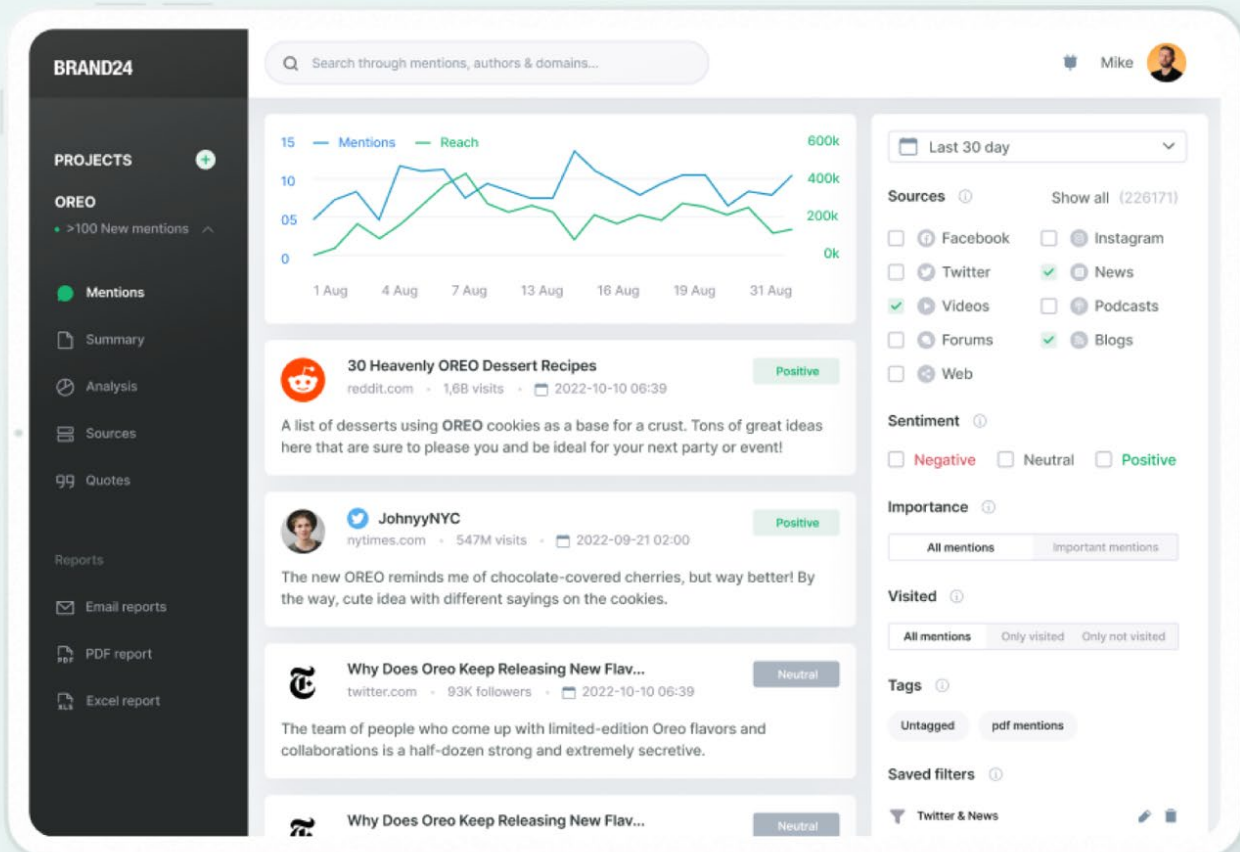 BRAND24
Search through mentions, authors & domains...
Mike
PROJECTS
OREO
>100 New mentions
Mentions
Summary
Analysis
Sources
Quotes
Reports
Email reports
PDF
PDF report
XLS
Excel report
15 Mentions Reach 600k
10 400k
05 200k
0 0k
1 Aug 4 Aug 7 Aug 13 Aug 16 Aug 19 Aug 31 Aug
30 Heavenly OREO Dessert Recipes
Positive
reddit.com • 1,6B visits • 2022-10-10 06:39
A list of desserts using OREO cookies as a base for a crust. Tons of great ideas
here that are sure to please you and be ideal for your next party or event!
JohnyyNYC
Positive
nytimes.com • 547M visits • 2022-09-21 02:00
The new OREO reminds me of chocolate-covered cherries, but way better! By
the way, cute idea with different sayings on the cookies.
Why Does Oreo Keep Releasing New Flav...
Neutral
twitter.com • 93K followers • 2022-10-10 06:39
The team of people who come up with limited-edition Oreo flavors and
collaborations is a half-dozen strong and extremely secretive.
Why Does Oreo Keep Releasing New Flav...
Neutral
Last 30 day
Sources Show all (226171)
Facebook Instagram
Twitter News
Videos Podcasts
Forums Blogs
Web
Sentiment
Negative Neutral Positive
Importance
All mentions Important mentions
Visited
All mentions Only visited Only not visited
Tags
Untagged pdf mentions
Saved filters
Twitter & News